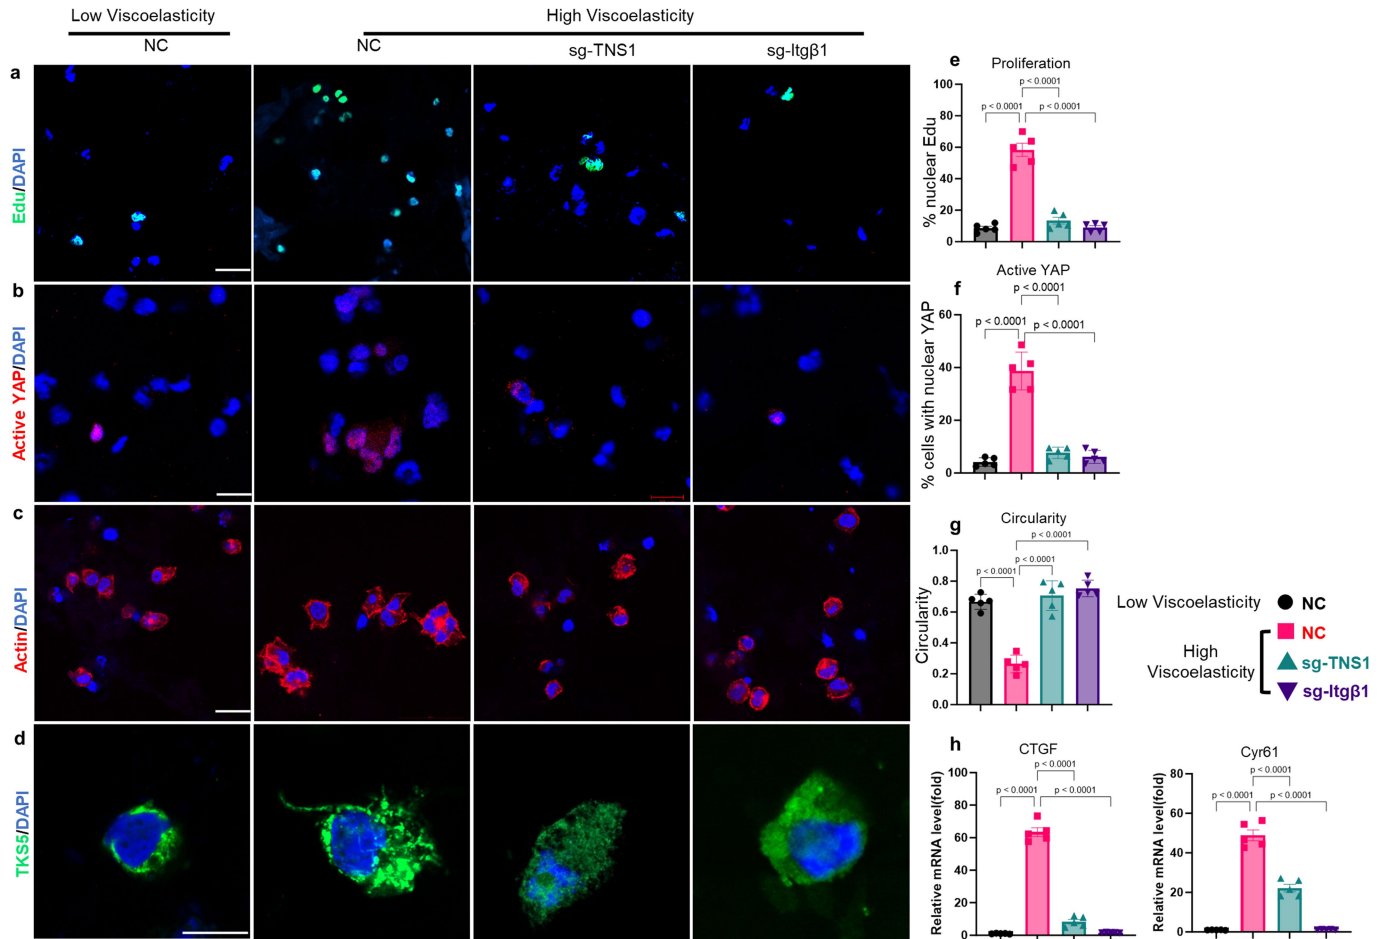 Low Viscoelasticity
High Viscoelasticity
NC
NC
sg-TNS1
sg-Itgβ1
a
Edu/DAPI
b
Active YAP/DAPI
c
Actin/DAPI
d
TKS5/DAPI
e
Proliferation
p < 0.0001
p < 0.0001
p < 0.0001
% nuclear Edu
100
80
60
40
20
0
f
Active YAP
p < 0.0001
p < 0.0001
p < 0.0001
% cells with nuclear YAP
60
40
20
0
g
Circularity
p < 0.0001
p < 0.0001
p < 0.0001
Circularity
1.0
0.8
0.6
0.4
0.2
0.0
Low Viscoelasticity
NC
High
Viscoelasticity
NC
sg-TNS1
sg-Itgβ1
h
CTGF
p < 0.0001
p < 0.0001
p < 0.0001
Relative mRNA level(fold)
100
80
60
40
20
0
Cyr61
p < 0.0001
p < 0.0001
p < 0.0001
Relative mRNA level(fold)
80
60
40
20
0